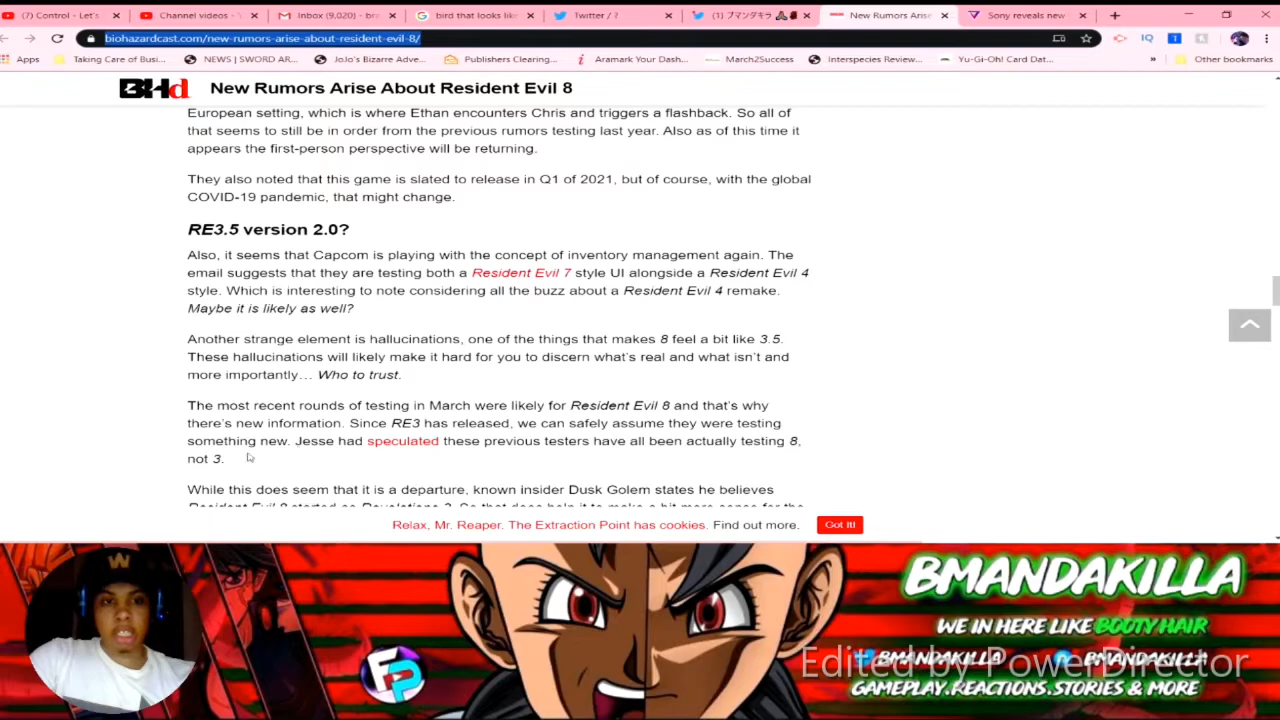 (7) Control - Let's
Channel videos -
Inbox (9,020) - br
bird that looks like
Twitter / ?
New Rumors Arise
Sony reveals new
biohazardcast.com/new-rumors-arise-about-resident-evil-8/
Apps
Taking Care of Busi...
NEWS | SWORD AR...
JoJo's Bizarre Adve...
Publishers Clearing...
Aramark Your Dash...
March2Success
Interspecies Review...
Yu-Gi-Oh! Card Dat...
»
Other bookmarks
BHd
New Rumors Arise About Resident Evil 8
European setting, which is where Ethan encounters Chris and triggers a flashback. So all of
that seems to still be in order from the previous rumors testing last year. Also as of this time it
appears the first-person perspective will be returning.
They also noted that this game is slated to release in Q1 of 2021, but of course, with the global
COVID-19 pandemic, that might change.
RE3.5 version 2.0?
Also, it seems that Capcom is playing with the concept of inventory management again. The
email suggests that they are testing both a Resident Evil 7 style UI alongside a Resident Evil 4
style. Which is interesting to note considering all the buzz about a Resident Evil 4 remake.
Maybe it is likely as well?
Another strange element is hallucinations, one of the things that makes 8 feel a bit like 3.5.
These hallucinations will likely make it hard for you to discern what's real and what isn't and
more importantly... Who to trust.
The most recent rounds of testing in March were likely for Resident Evil 8 and that's why
there's new information. Since RE3 has released, we can safely assume they were testing
something new. Jesse had speculated these previous testers have all been actually testing 8,
not 3.
While this does seem that it is a departure, known insider Dusk Golem states he believes
Resident Evil 8 started as Revelations 3. So that does help it to make a bit more sense for the
Relax, Mr. Reaper. The Extraction Point has cookies. Find out more.
Got It!
W
BMANDAKILLA
WE IN HERE LIKE BOOTY HAIR
BMANDAKILLA
BMANDAKILLA
GAMEPLAY.REACTIONS.STORIES & MORE
FP
Edited by PowerDirector